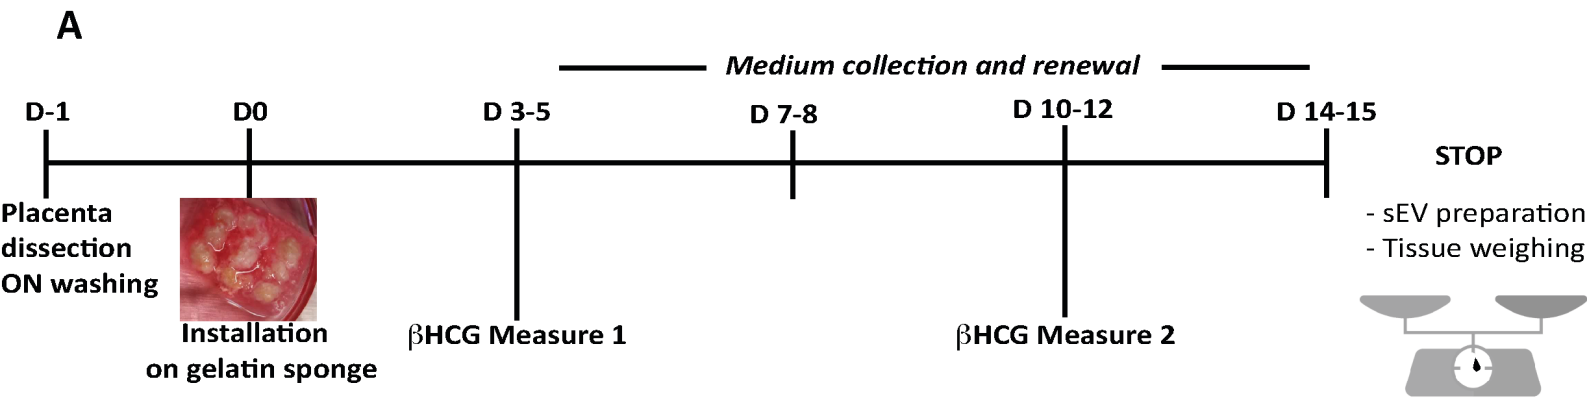 A
Medium collection and renewal
D-1
D0
D 3-5
D 7-8
D 10-12
D 14-15
STOP
Placenta
dissection
ON washing
- sEV preparation
- Tissue weighing
Installation
on gelatin sponge
βHCG Measure 1
βHCG Measure 2